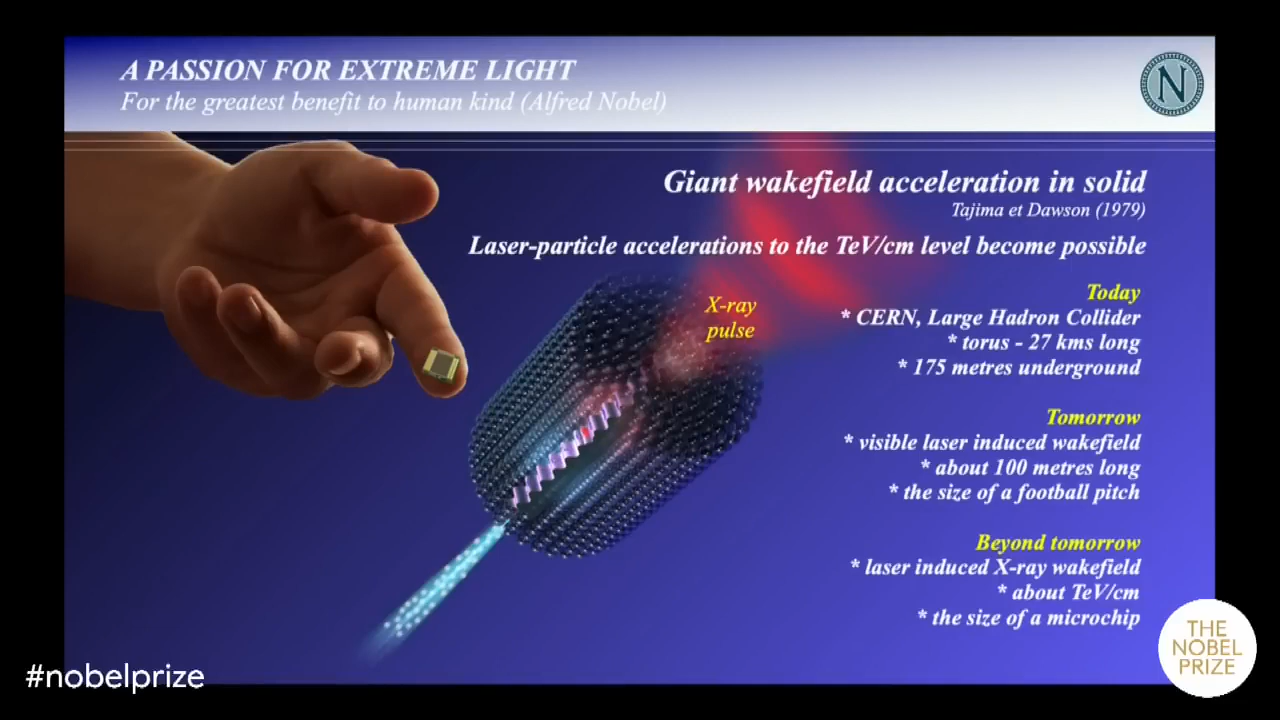 A PASSION FOR EXTREME LIGHT
For the greatest benefit to human kind (Alfred Nobel)
N
Giant wakefield acceleration in solid
Tajima et Dawson (1979)
Laser-particle accelerations to the TeV/cm level become possible
X-ray
pulse
Today
* CERN, Large Hadron Collider
* torus - 27 kms long
* 175 metres underground
Tomorrow
* visible laser induced wakefield
* about 100 metres long
* the size of a football pitch
Beyond tomorrow
* laser induced X-ray wakefield
* about TeV/cm
* the size of a microchip
#nobelprize
THE
NOBEL
PRIZE